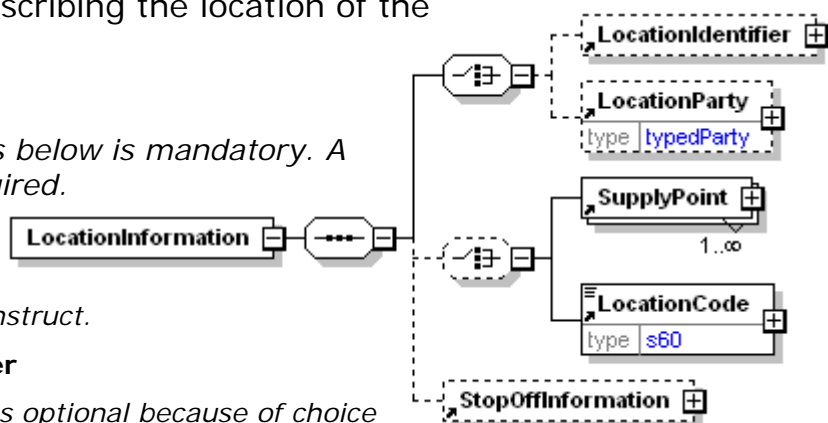 scribing the location of the
LocationIdentifier
LocationParty
type typedParty
s below is mandatory. A
ired.
SupplyPoint
1..∞
LocationInformation
nstruct.
LocationCode
type s60
er
s optional because of choice
StopOffInformation